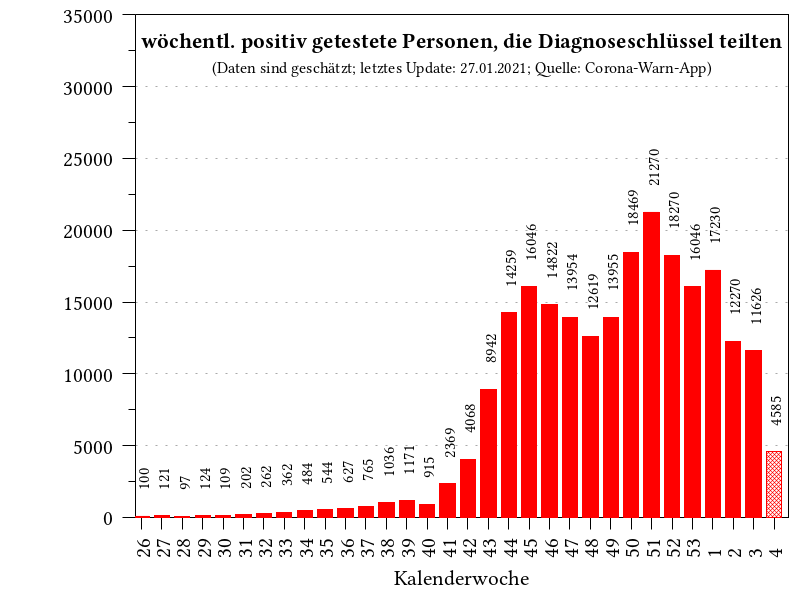 wöchentl. positiv getestete Personen, die Diagnoseschlüssel teilten
(Daten sind geschätzt; letztes Update: 27.01.2021; Quelle: Corona-Warn-App)
35000
30000
25000
20000
15000
10000
5000
0
100 121 97 124 109 202 262 362 484 544 627 765 1036 1171 915 2369 4068 8942 14259 16046 14822 13954 12619 13955 18469 21270 18270 16046 17230 12270 11626 4585
26 27 28 29 30 31 32 33 34 35 36 37 38 39 40 41 42 43 44 45 46 47 48 49 50 51 52 53 1 2 3 4
Kalenderwoche